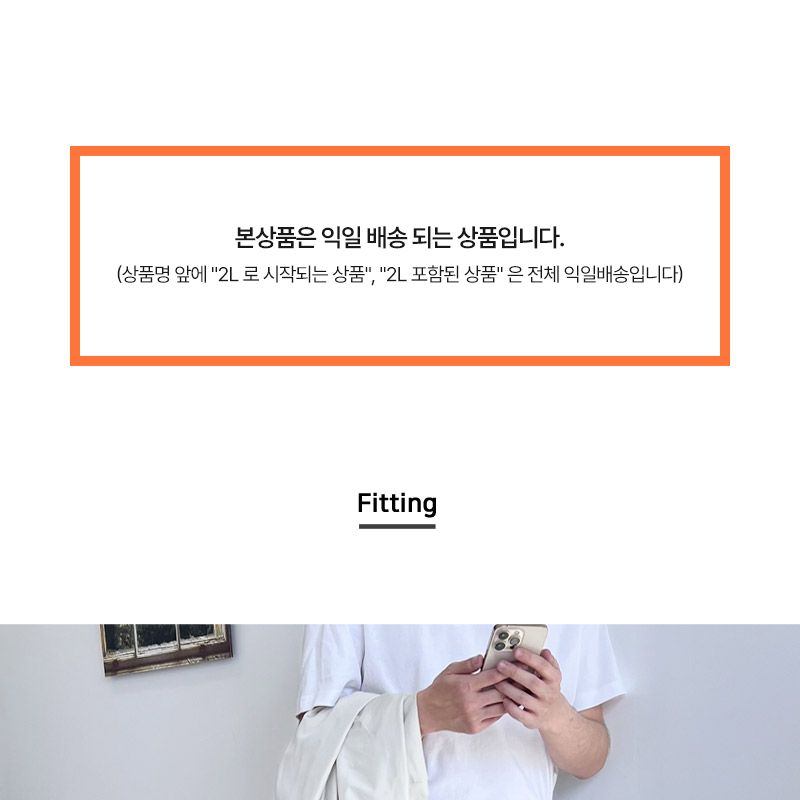 본상품은 익일 배송 되는 상품입니다.
(상품명 앞에 "2L 로 시작되는 상품", "2L 포함된 상품" 은 전체 익일배송입니다)
Fitting